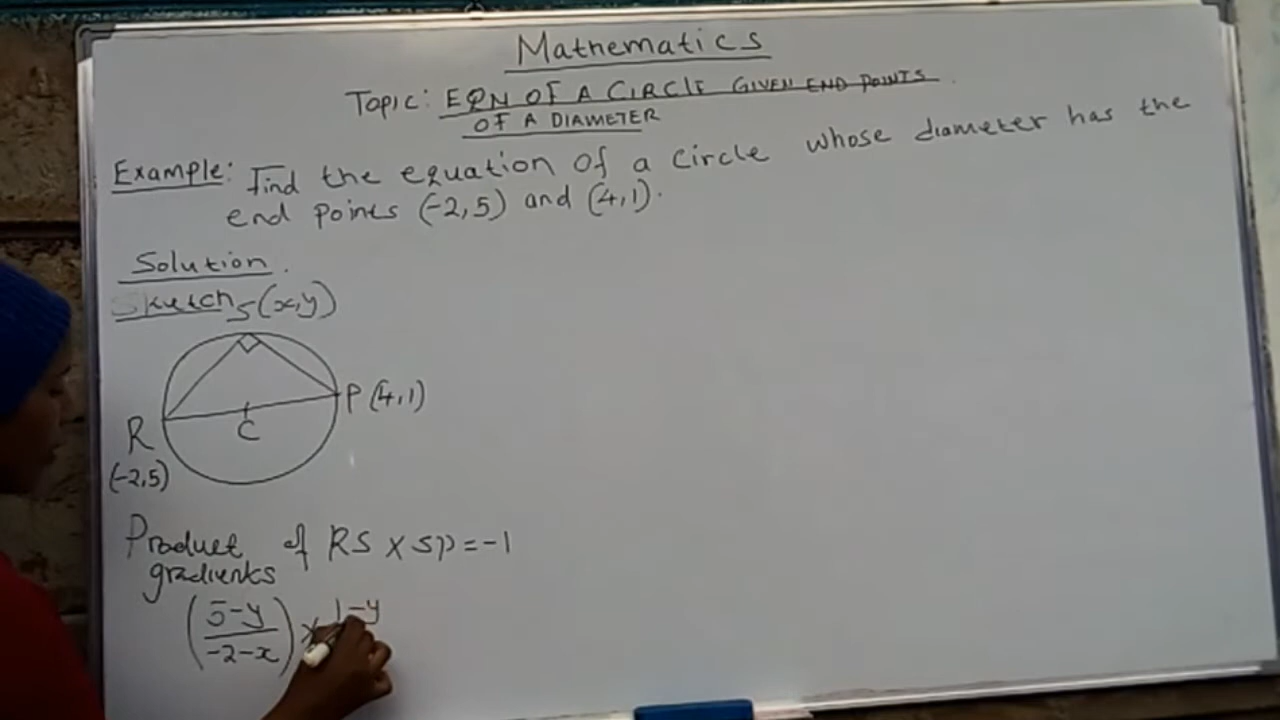 Mathematics
Topic: EQN OF A CIRCLE GIVEN END POINTS
OF A DIAMETER
Example: Find the equation of a circle whose diameter has the
end points (-2,5) and (4,1).
Solution.
Sketch
S(x,y)
P(4,1)
C
R
(-2,5)
Product of RS x SP = -1
gradients
(5-y/-2-x) x 1-y